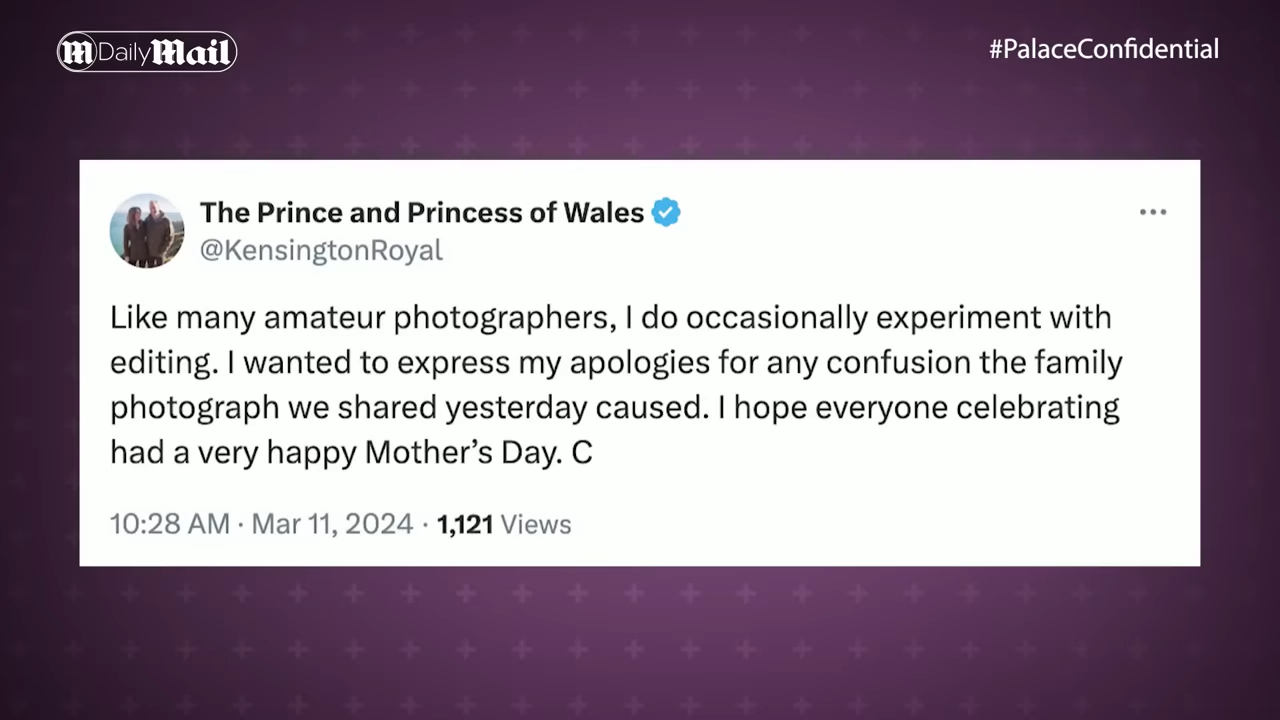 M DailyMail
#PalaceConfidential
The Prince and Princess of Wales
@KensingtonRoyal
Like many amateur photographers, I do occasionally experiment with
editing. I wanted to express my apologies for any confusion the family
photograph we shared yesterday caused. I hope everyone celebrating
had a very happy Mother’s Day. C
10:28 AM · Mar 11, 2024 · 1,121 Views